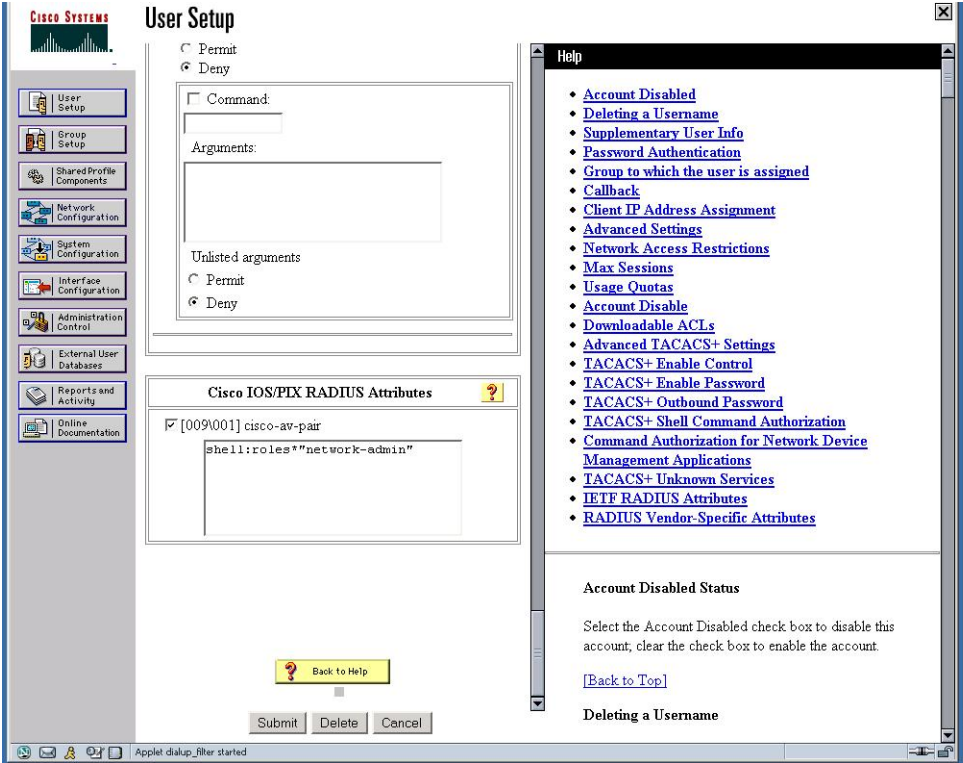 CISCO SYSTEMS
User Setup
Permit
Deny
Command:
Arguments:
Unlisted arguments
Permit
Deny
Cisco IOS/PIX RADIUS Attributes
?
[009\001] cisco-av-pair
shell:roles*"network-admin"
? Back to Help
Submit Delete Cancel
User
Setup
Group
Setup
Shared Profile
Components
Network
Configuration
System
Configuration
Interface
Configuration
Administration
Control
External User
Databases
Reports and
Activity
Online
Documentation
Help
Account Disabled
Deleting a Username
Supplementary User Info
Password Authentication
Group to which the user is assigned
Callback
Client IP Address Assignment
Advanced Settings
Network Access Restrictions
Max Sessions
Usage Quotas
Account Disable
Downloadable ACLs
Advanced TACACS+ Settings
TACACS+ Enable Control
TACACS+ Enable Password
TACACS+ Outbound Password
TACACS+ Shell Command Authorization
Command Authorization for Network Device
Management Applications
TACACS+ Unknown Services
IETF RADIUS Attributes
RADIUS Vendor-Specific Attributes
Account Disabled Status
Select the Account Disabled check box to disable this
account; clear the check box to enable the account.
[Back to Top]
Deleting a Username
Applet dialup_filter started